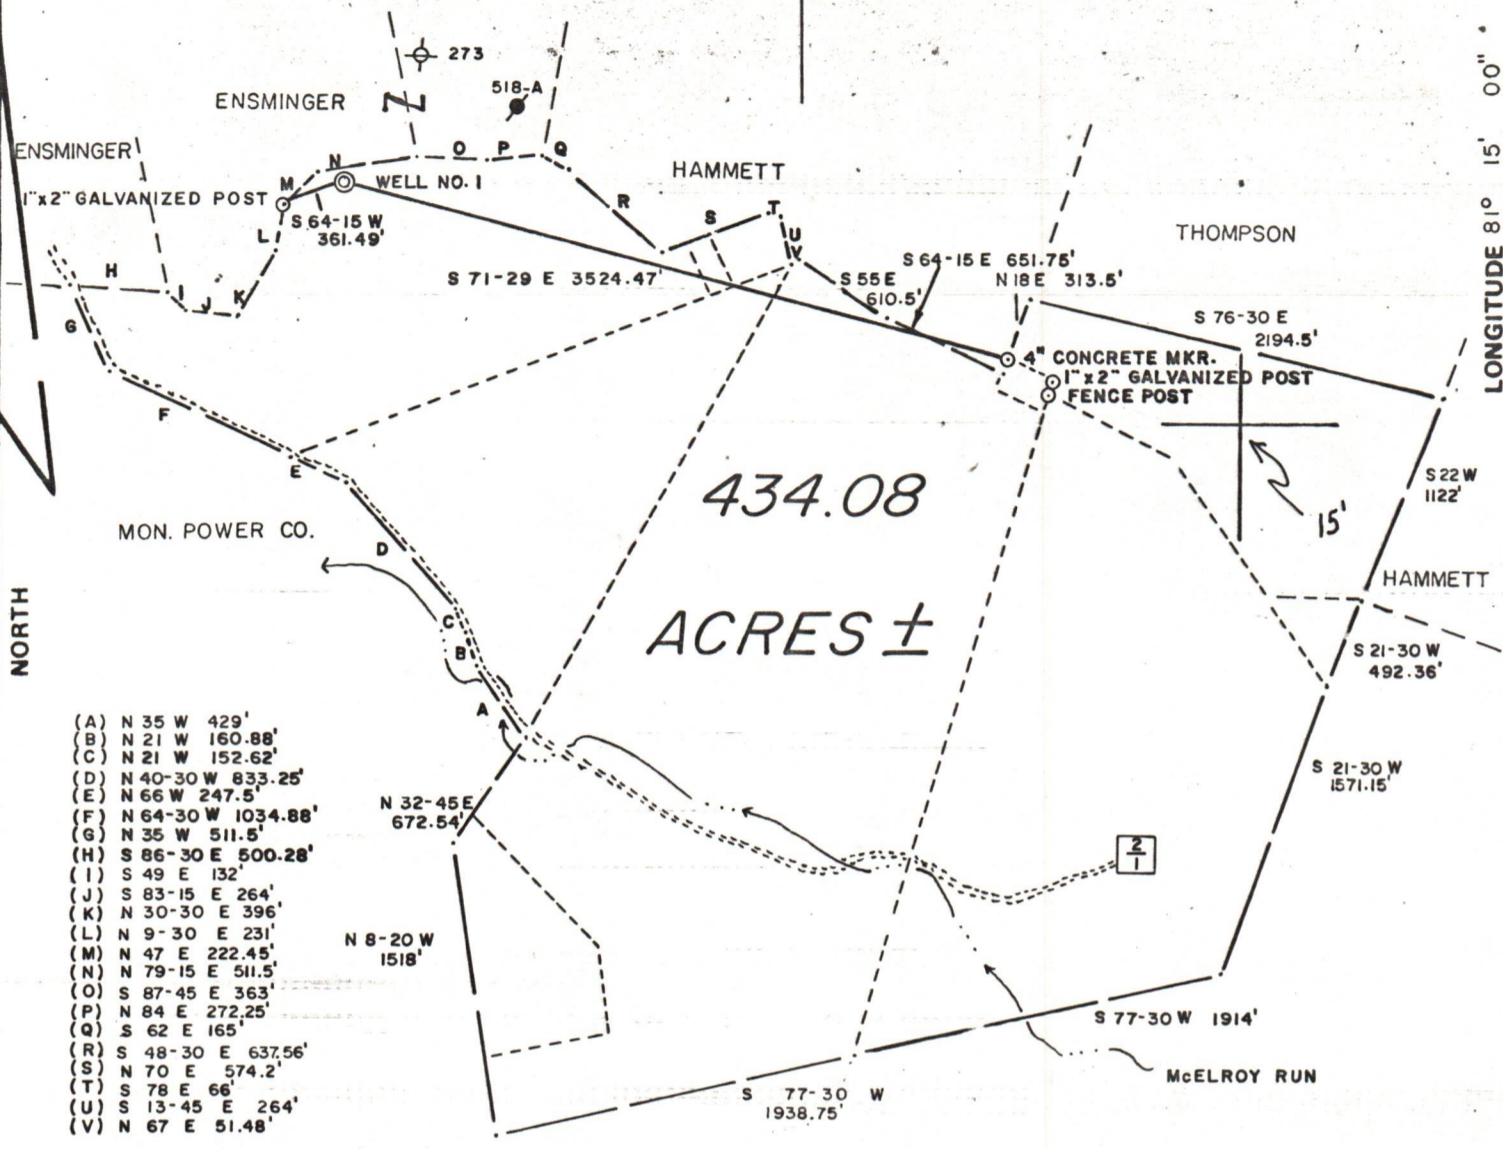 273
518-A
ENSMINGER
Z
ENSMINGER
HAMMETT
LONGITUDE 81° 15' 00"
N
O
P
Q
M
WELL NO. 1
1"x2" GALVANIZED POST
R
S
T
L
S 64-15 W
361.49'
U
V
THOMPSON
H
I
J
K
G
S 71-29 E 3524.47'
S 55 E
610.5'
S 64-15 E 651.75'
N 18 E 313.5'
S 76-30 E
2194.5'
4" CONCRETE MKR.
1"x2" GALVANIZED POST
FENCE POST
F
E
434.08
S 22 W
1122'
15'
MON. POWER CO.
D
HAMMETT
NORTH
C
B
ACRES ±
S 21-30 W
492.36'
A
(A) N 35 W 429'
(B) N 21 W 160.88'
(C) N 21 W 152.62'
(D) N 40-30 W 833.25'
(E) N 66 W 247.5'
(F) N 64-30 W 1034.88'
(G) N 35 W 511.5'
(H) S 86-30 E 500.28'
(I) S 49 E 132'
(J) S 83-15 E 264'
(K) N 30-30 E 396'
(L) N 9-30 E 231'
(M) N 47 E 222.45'
(N) N 79-15 E 511.5'
(O) S 87-45 E 363'
(P) N 84 E 272.25'
(Q) S 62 E 165'
(R) S 48-30 E 637.56'
(S) N 70 E 574.2'
(T) S 78 E 66'
(U) S 13-45 E 264'
(V) N 67 E 51.48'
N 32-45 E
672.54'
S 21-30 W
1571.15'
2
1
N 8-20 W
1518'
S 77-30 W 1914'
McELROY RUN
S 77-30 W
1938.75'